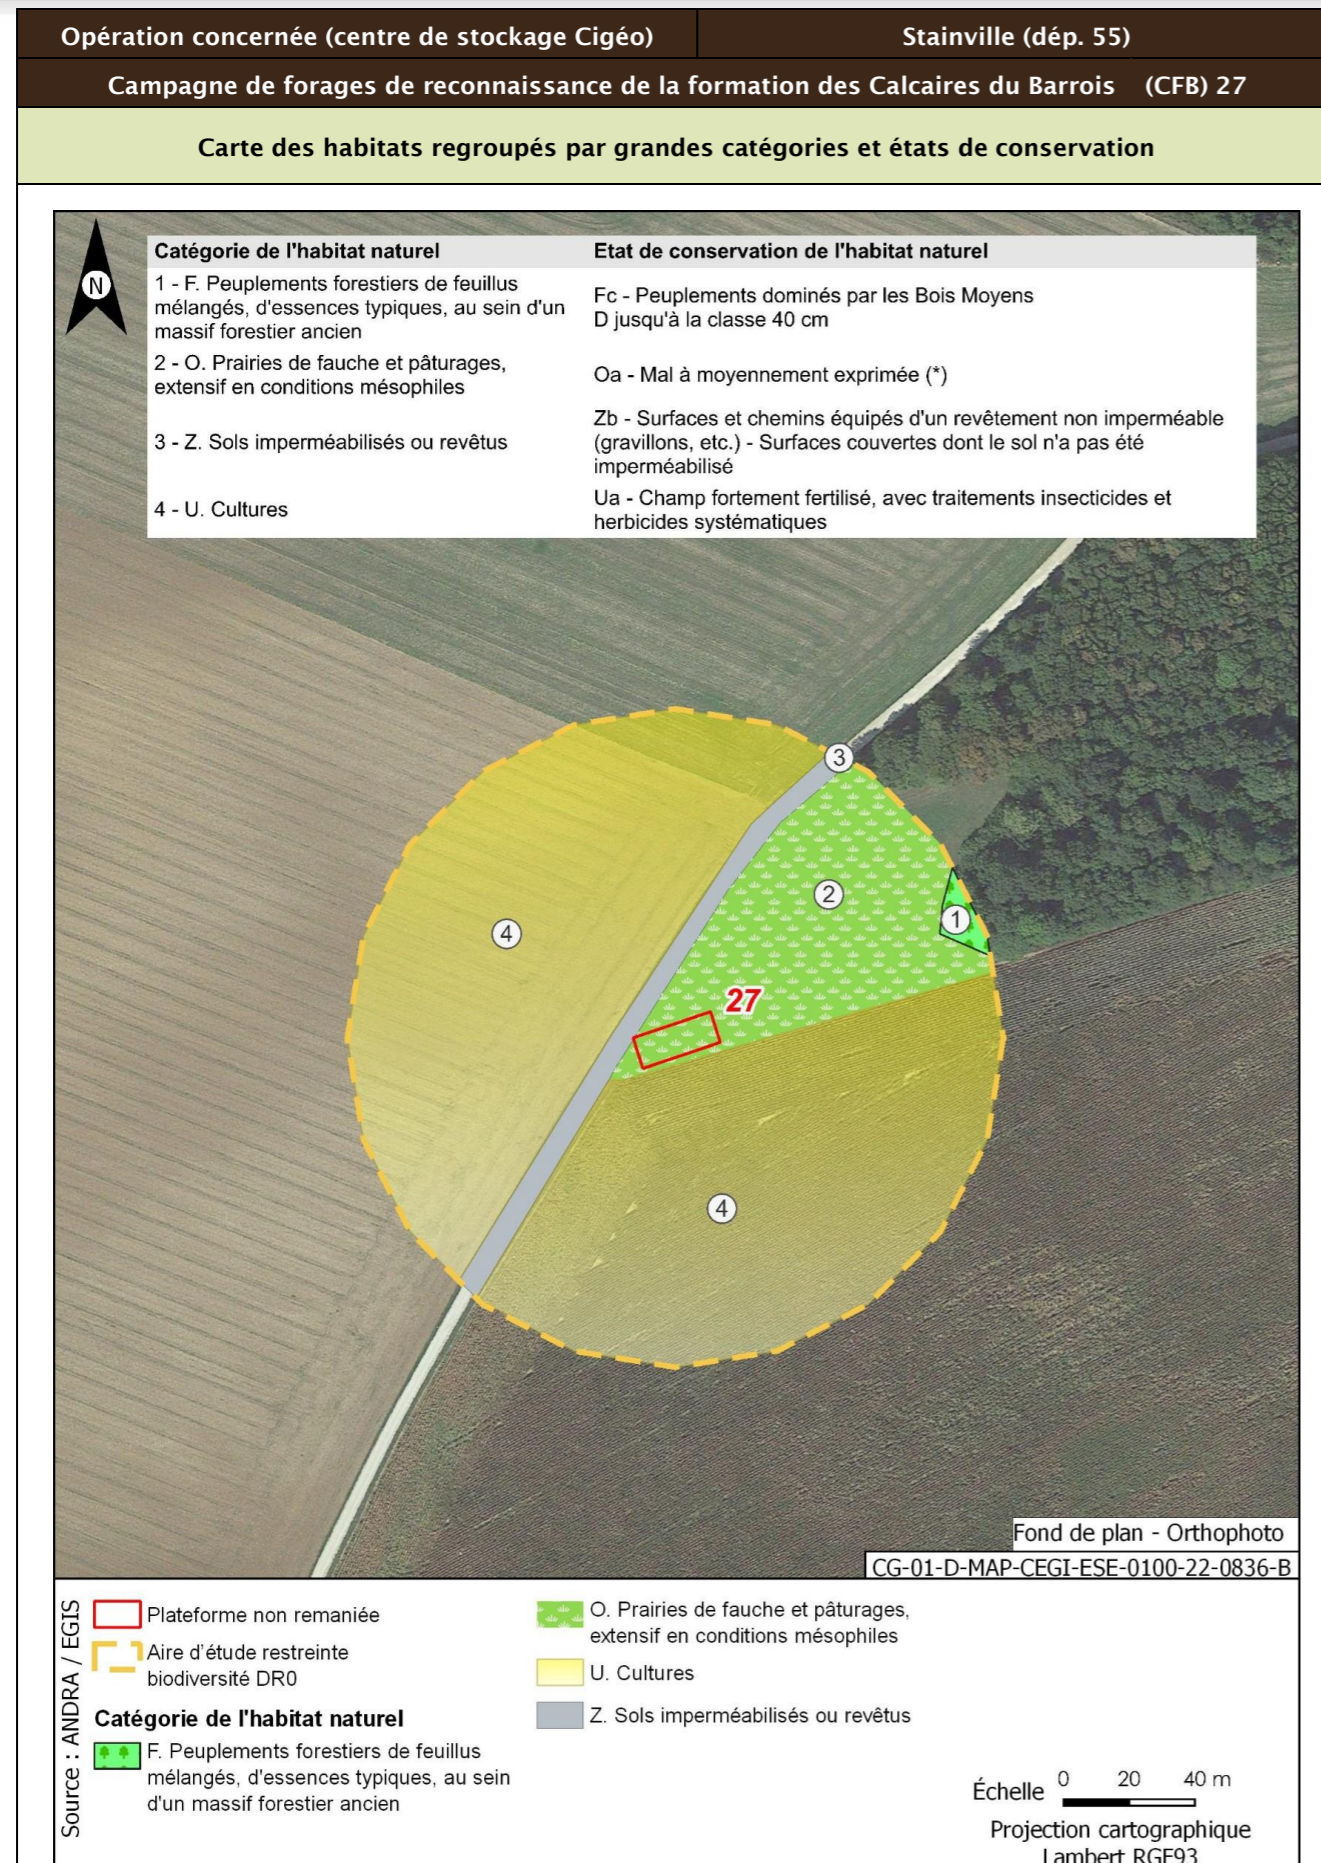 Opération concernée (centre de stockage Cigéo) Stainville (dép. 55)
Campagne de forages de reconnaissance de la formation des Calcaires du Barrois (CFB) 27
Carte des habitats regroupés par grandes catégories et états de conservation
N
Catégorie de l'habitat naturel Etat de conservation de l'habitat naturel
1 - F. Peuplements forestiers de feuillus
mélangés, d'essences typiques, au sein d'un
massif forestier ancien
Fc - Peuplements dominés par les Bois Moyens
D jusqu'à la classe 40 cm
2 - O. Prairies de fauche et pâturages,
extensif en conditions mésophiles
Oa - Mal à moyennement exprimée (*)
3 - Z. Sols imperméabilisés ou revêtus
Zb - Surfaces et chemins équipés d'un revêtement non imperméable
(gravillons, etc.) - Surfaces couvertes dont le sol n'a pas été
imperméabilisé
4 - U. Cultures
Ua - Champ fortement fertilisé, avec traitements insecticides et
herbicides systématiques
3
2
1
4
27
4
Fond de plan - Orthophoto
CG-01-D-MAP-CEGI-ESE-0100-22-0836-B
Source : ANDRA / EGIS
Plateforme non remaniée
Aire d'étude restreinte
biodiversité DR0
Catégorie de l'habitat naturel
F. Peuplements forestiers de feuillus
mélangés, d'essences typiques, au sein
d'un massif forestier ancien
O. Prairies de fauche et pâturages,
extensif en conditions mésophiles
U. Cultures
Z. Sols imperméabilisés ou revêtus
Échelle 0 20 40 m
Projection cartographique
Lambert RGF93